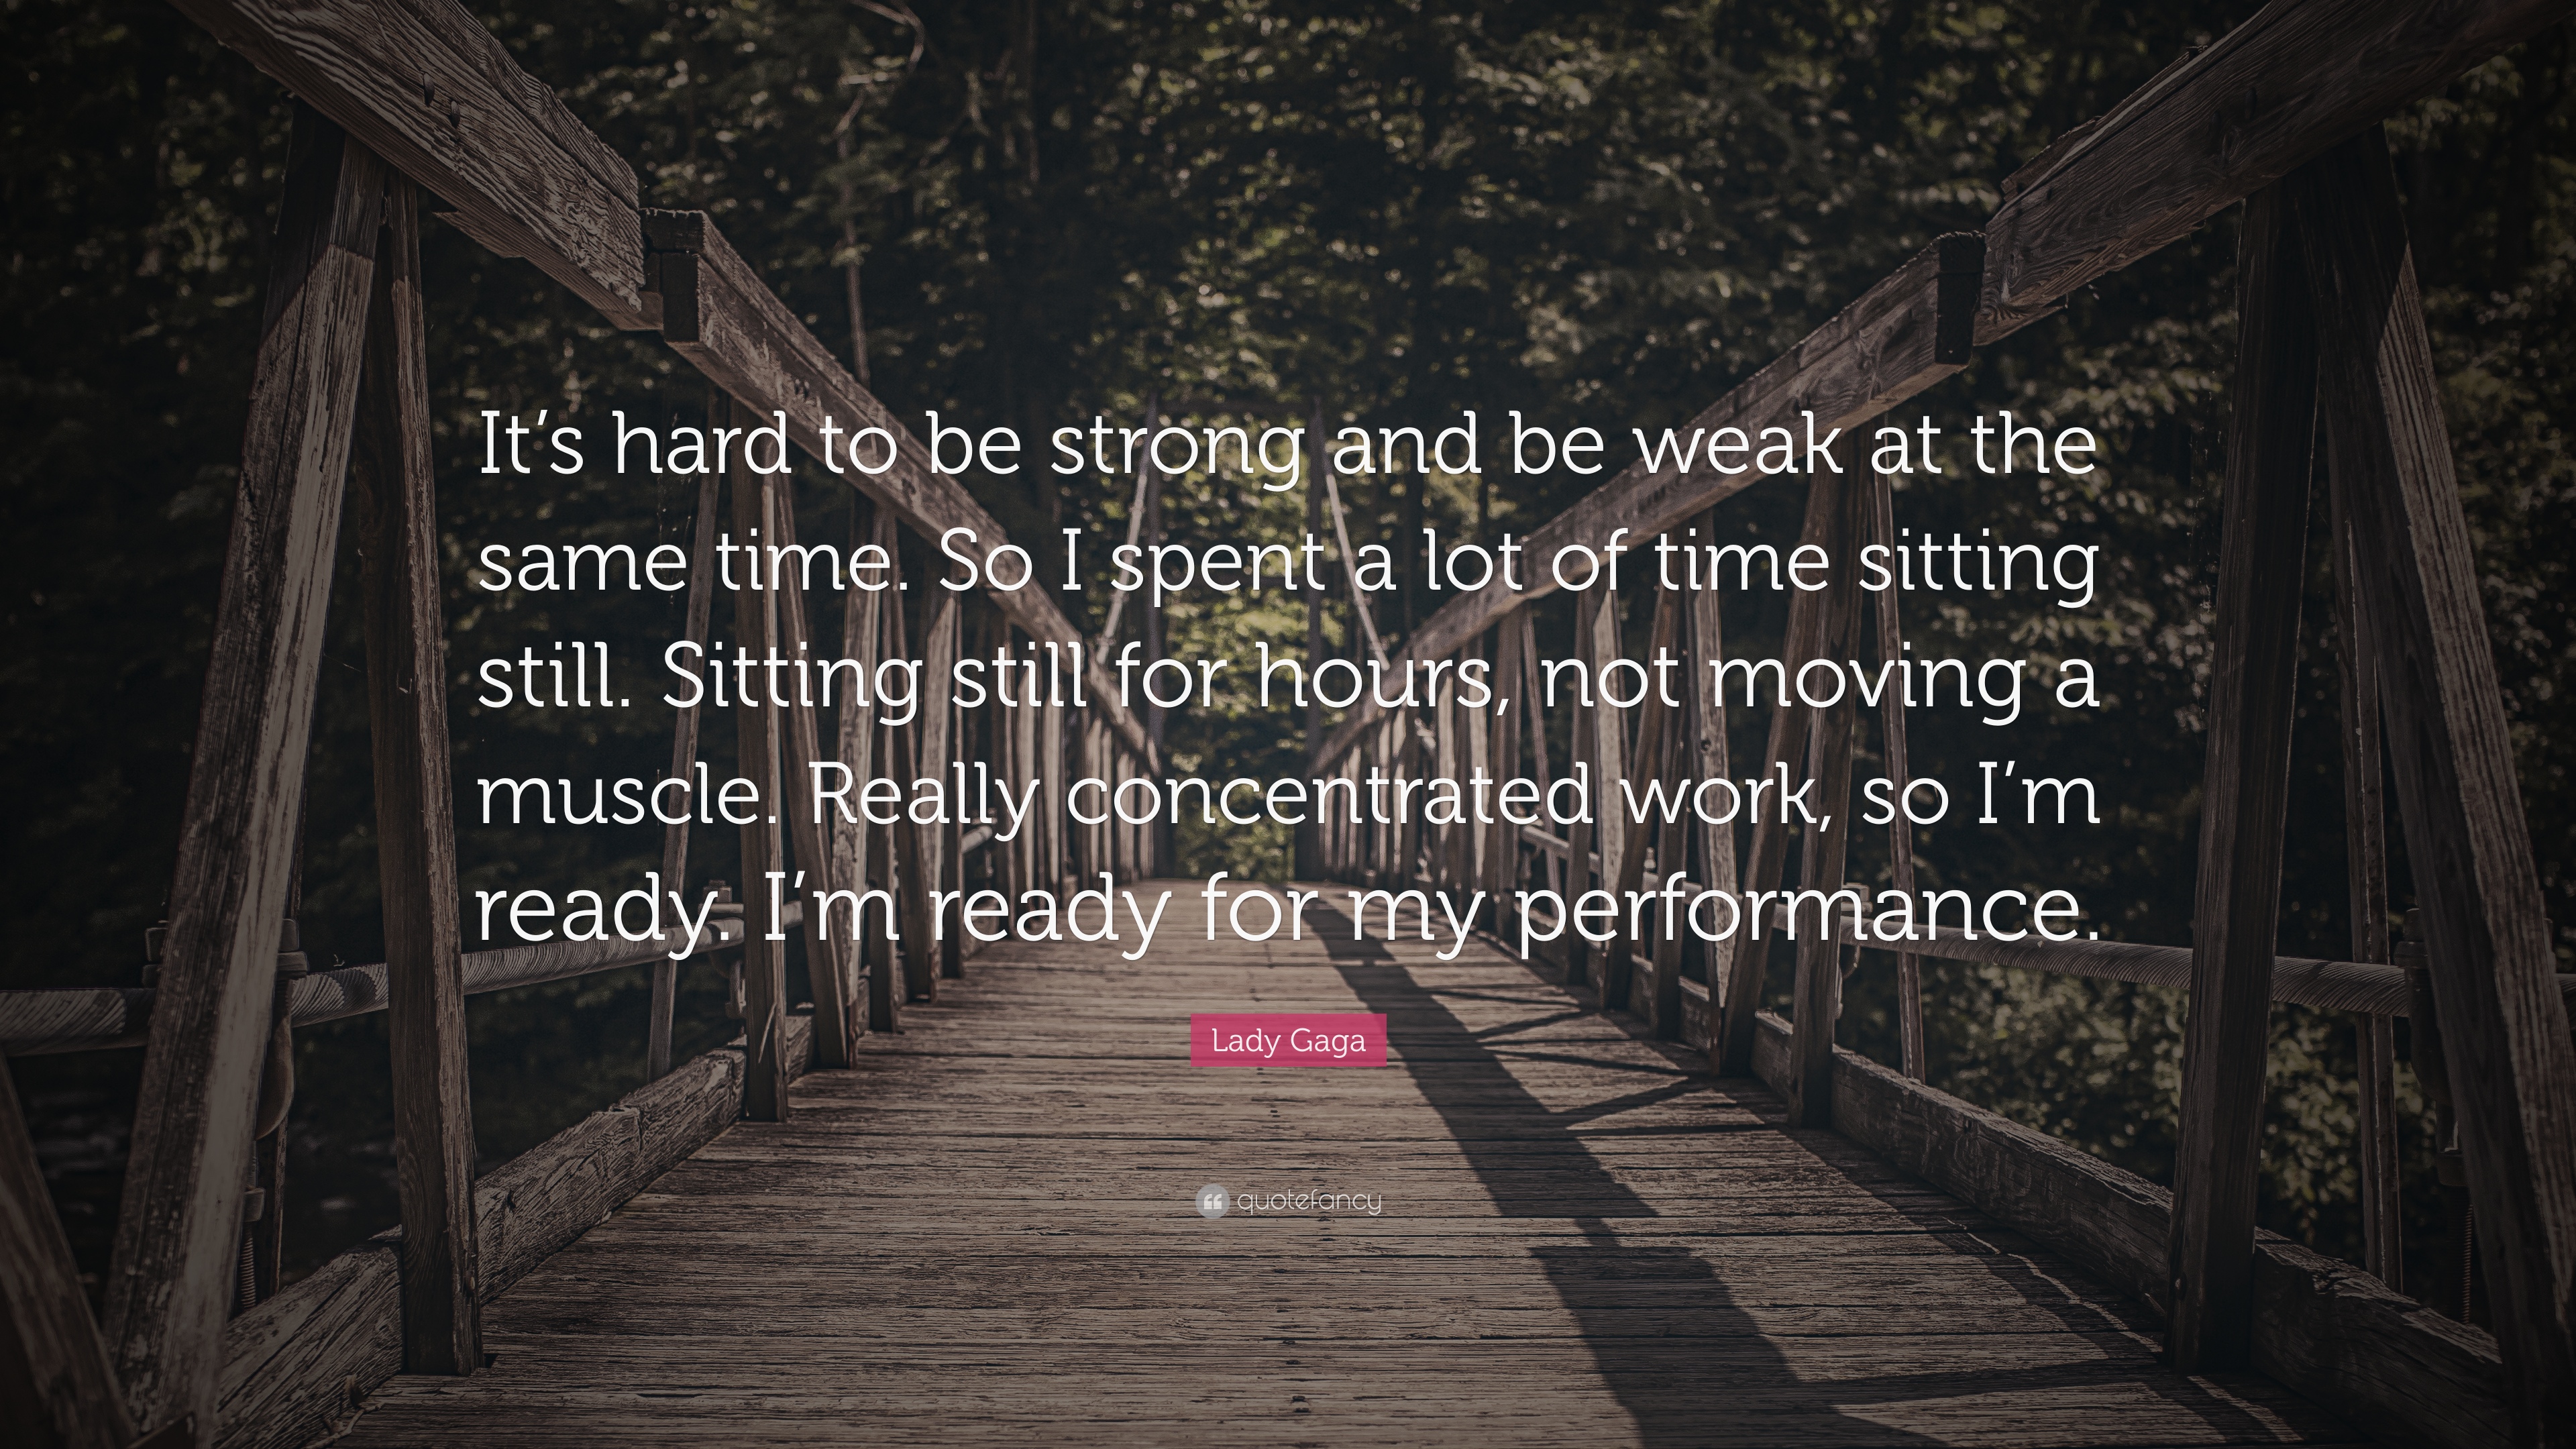 It’s hard to be strong and be weak at the
same time. So I spent a lot of time sitting
still. Sitting still for hours, not moving a
muscle. Really concentrated work, so I’m
ready. I’m ready for my performance.
Lady Gaga
quotefancy